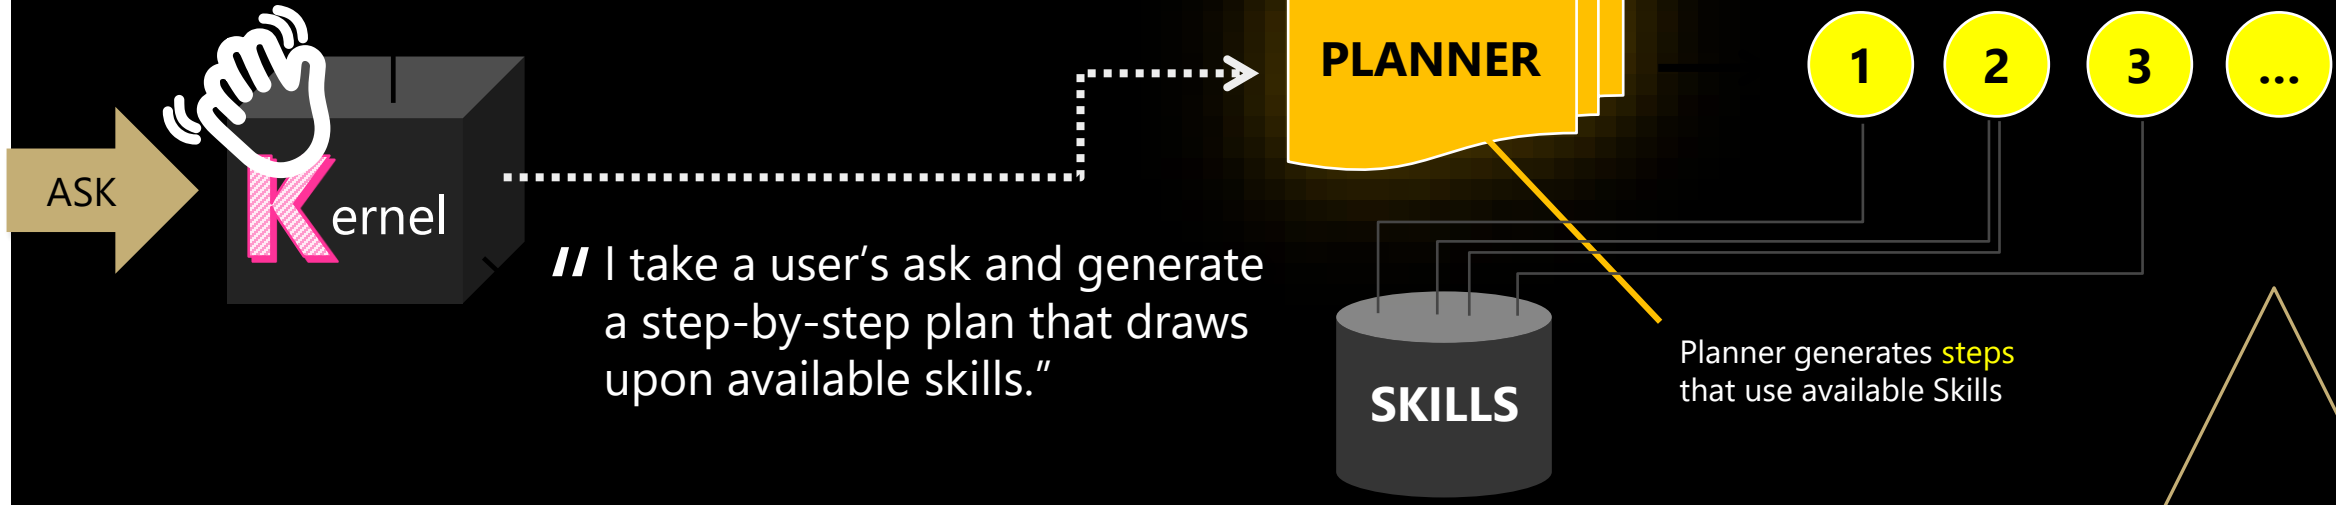 ASK
Kernel
“ I take a user’s ask and generate
a step-by-step plan that draws
upon available skills.”
PLANNER
1 2 3 ...
SKILLS
Planner generates steps
that use available Skills